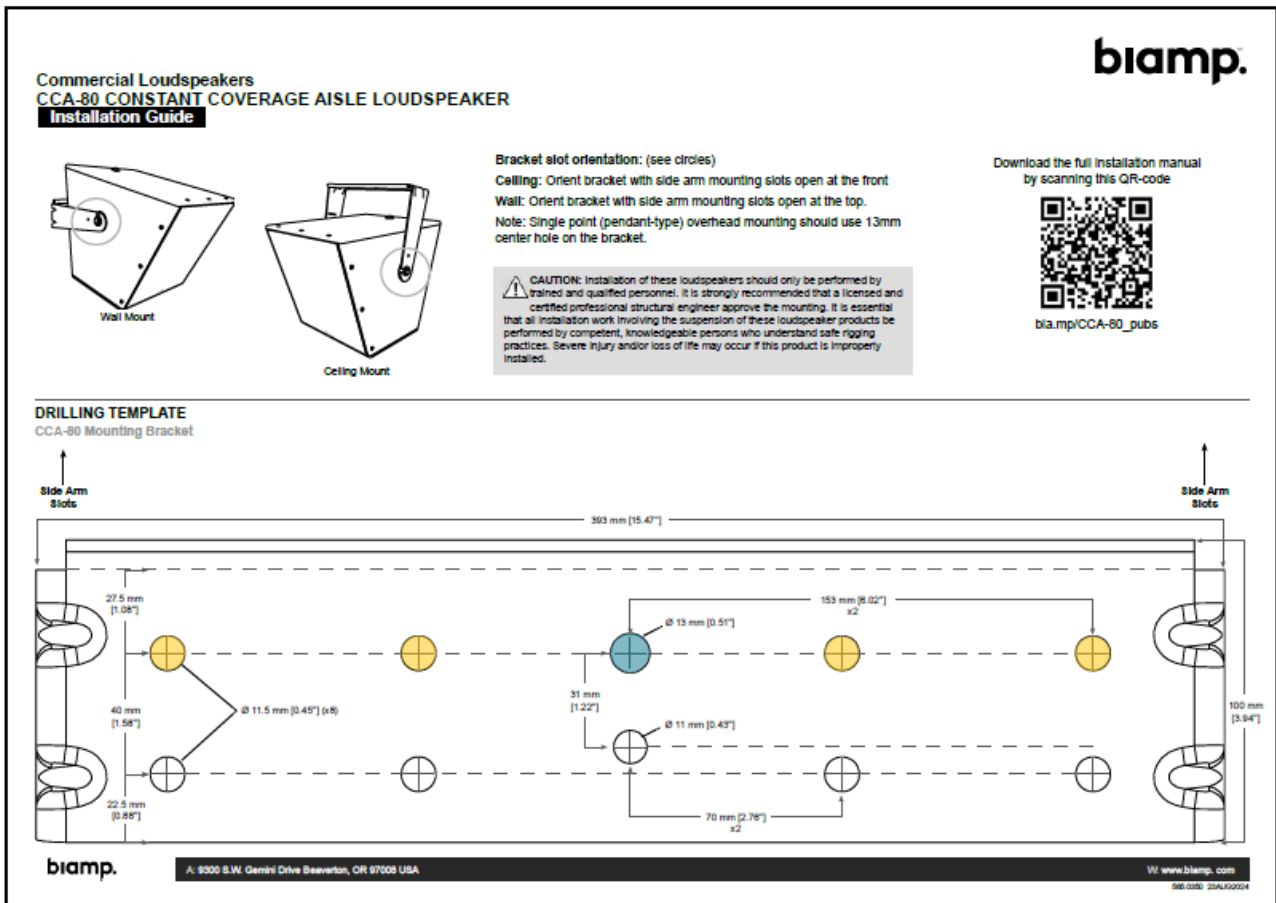 biamp.
Commercial Loudspeakers
CCA-80 CONSTANT COVERAGE AISLE LOUDSPEAKER
Installation Guide
Wall Mount
Ceiling Mount
Bracket slot orientation: (see circles)
Ceiling: Orient bracket with side arm mounting slots open at the front
Wall: Orient bracket with side arm mounting slots open at the top.
Note: Single point (pendant-type) overhead mounting should use 13mm
center hole on the bracket.
CAUTION: Installation of these loudspeakers should only be performed by
trained and qualified personnel. It is strongly recommended that a licensed and
certified professional structural engineer approve the mounting. It is essential
that all installation work involving the suspension of these loudspeaker products be
performed by competent, knowledgeable persons who understand safe rigging
practices. Severe injury and/or loss of life may occur if this product is improperly
installed.
Download the full installation manual
by scanning this QR-code
bia.mp/CCA-80_pubs
DRILLING TEMPLATE
CCA-80 Mounting Bracket
Side Arm
Slots
Side Arm
Slots
393 mm [15.47"]
27.5 mm
[1.08"]
153 mm [6.02"]
x2
Ø 13 mm [0.51"]
40 mm
[1.58"]
Ø 11.5 mm [0.45"] (x8)
31 mm
[1.22"]
Ø 11 mm [0.43"]
100 mm
[3.94"]
22.5 mm
[0.88"]
70 mm [2.76"]
x2
biamp.
A: 9300 S.W. Gemini Drive Beaverton, OR 97008 USA
W: www.biamp. com
585.0350 23AUG2024